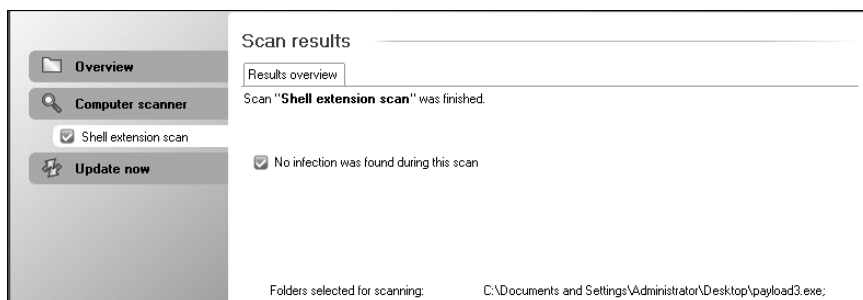 Overview
Computer scanner
Shell extension scan
Update now
Scan results
Results overview
Scan "Shell extension scan" was finished.
No infection was found during this scan
Folders selected for scanning: C:\Documents and Settings\Administrator\Desktop\payload3.exe;